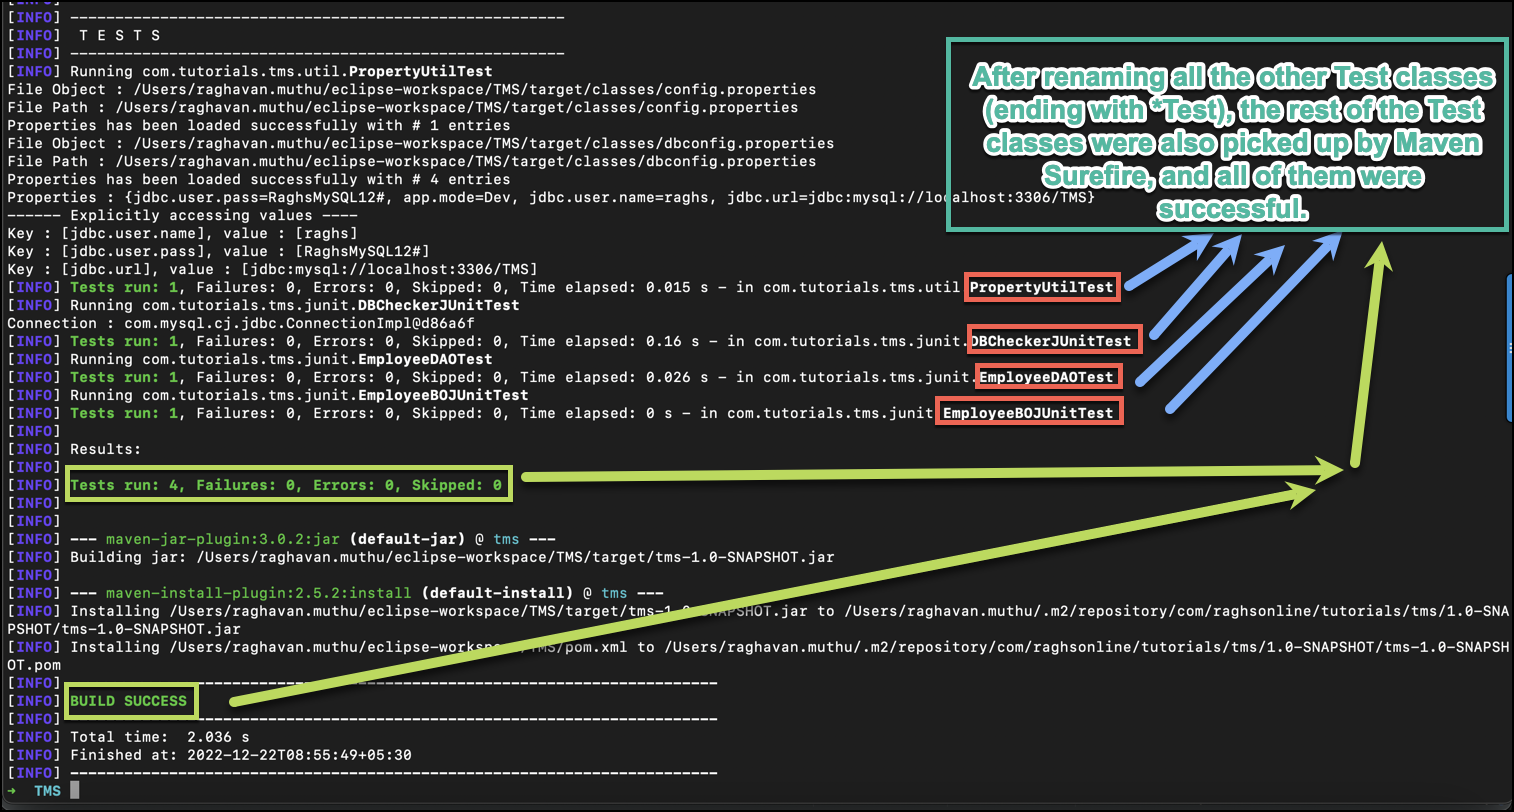 [INFO] -------------------------------------------------------
[INFO]  T E S T S
[INFO] -------------------------------------------------------
[INFO] Running com.tutorials.tms.util.PropertyUtilTest
File Object : /Users/raghavan.muthu/eclipse-workspace/TMS/target/classes/config.properties
File Path : /Users/raghavan.muthu/eclipse-workspace/TMS/target/classes/config.properties
Properties has been loaded successfully with # 1 entries
File Object : /Users/raghavan.muthu/eclipse-workspace/TMS/target/classes/dbconfig.properties
File Path : /Users/raghavan.muthu/eclipse-workspace/TMS/target/classes/dbconfig.properties
Properties has been loaded successfully with # 4 entries
Properties : {jdbc.user.pass=RaghsMySQL12#, app.mode=Dev, jdbc.user.name=raghs, jdbc.url=jdbc:mysql://localhost:3306/TMS}
------ Explicitly accessing values ----
Key : [jdbc.user.name], value : [raghs]
Key : [jdbc.user.pass], value : [RaghsMySQL12#]
Key : [jdbc.url], value : [jdbc:mysql://localhost:3306/TMS]
[INFO] Tests run: 1, Failures: 0, Errors: 0, Skipped: 0, Time elapsed: 0.015 s - in com.tutorials.tms.util.PropertyUtilTest
[INFO] Running com.tutorials.tms.junit.DBCheckerJUnitTest
Connection : com.mysql.cj.jdbc.ConnectionImpl@d86a6f
[INFO] Tests run: 1, Failures: 0, Errors: 0, Skipped: 0, Time elapsed: 0.16 s - in com.tutorials.tms.junit.DBCheckerJUnitTest
[INFO] Running com.tutorials.tms.junit.EmployeeDAOTest
[INFO] Tests run: 1, Failures: 0, Errors: 0, Skipped: 0, Time elapsed: 0.026 s - in com.tutorials.tms.junit.EmployeeDAOTest
[INFO] Running com.tutorials.tms.junit.EmployeeBOJUnitTest
[INFO] Tests run: 1, Failures: 0, Errors: 0, Skipped: 0, Time elapsed: 0 s - in com.tutorials.tms.junit.EmployeeBOJUnitTest
[INFO]
[INFO] Results:
[INFO]
[INFO] Tests run: 4, Failures: 0, Errors: 0, Skipped: 0
[INFO]
[INFO]
[INFO] --- maven-jar-plugin:3.0.2:jar (default-jar) @ tms ---
[INFO] Building jar: /Users/raghavan.muthu/eclipse-workspace/TMS/target/tms-1.0-SNAPSHOT.jar
[INFO]
[INFO] --- maven-install-plugin:2.5.2:install (default-install) @ tms ---
[INFO] Installing /Users/raghavan.muthu/eclipse-workspace/TMS/target/tms-1.0-SNAPSHOT.jar to /Users/raghavan.muthu/.m2/repository/com/raghsonline/tutorials/tms/1.0-SNA
PSHOT/tms-1.0-SNAPSHOT.jar
[INFO] Installing /Users/raghavan.muthu/eclipse-workspace/TMS/pom.xml to /Users/raghavan.muthu/.m2/repository/com/raghsonline/tutorials/tms/1.0-SNAPSHOT/tms-1.0-SNAPSH
OT.pom
[INFO] ------------------------------------------------------------------------
[INFO] BUILD SUCCESS
[INFO] ------------------------------------------------------------------------
[INFO] Total time:  2.036 s
[INFO] Finished at: 2022-12-22T08:55:49+05:30
[INFO] ------------------------------------------------------------------------
➜  TMS
After renaming all the other Test classes
(ending with *Test), the rest of the Test
classes were also picked up by Maven
Surefire, and all of them were
successful.